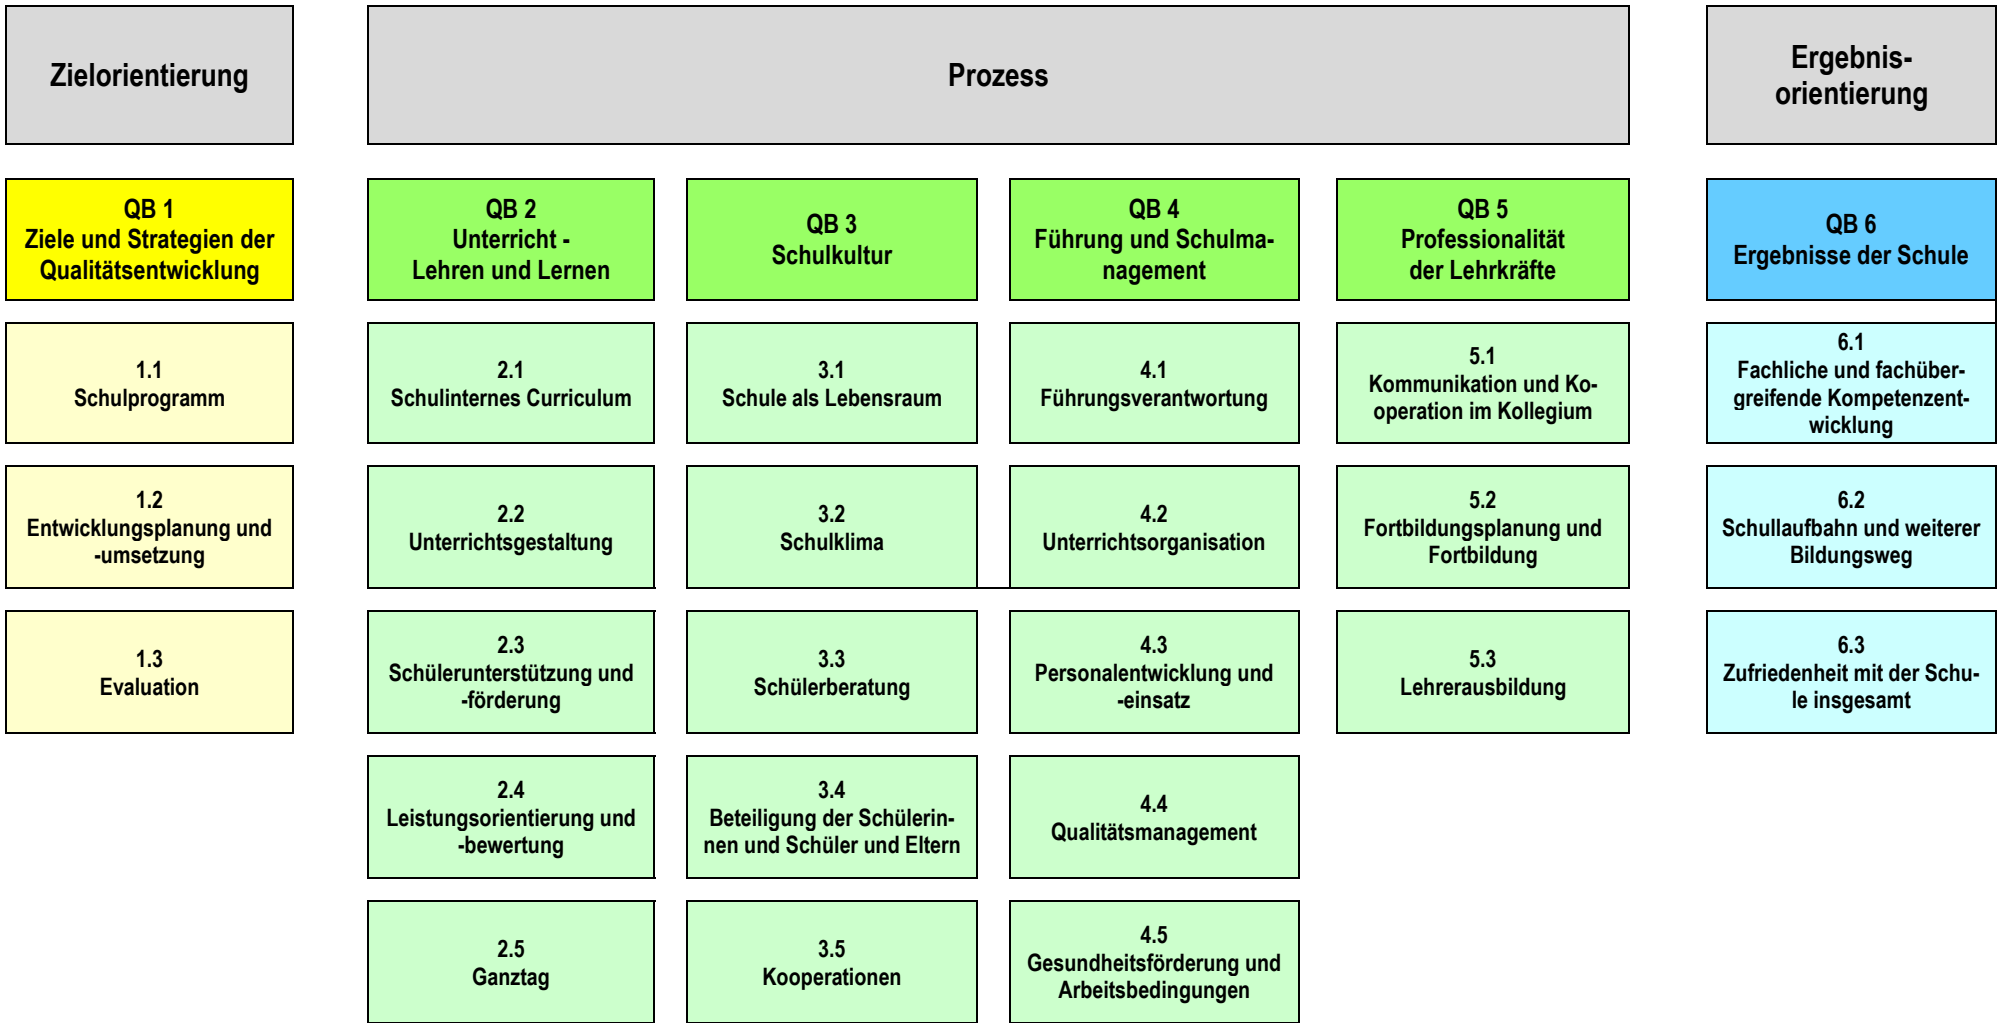 Zielorientierung
Prozess
Ergebnis-
orientierung
QB 1
Ziele und Strategien der
Qualitätsentwicklung
QB 2
Unterricht -
Lehren und Lernen
QB 3
Schulkultur
QB 4
Führung und Schulma-
nagement
QB 5
Professionalität
der Lehrkräfte
QB 6
Ergebnisse der Schule
1.1
Schulprogramm
2.1
Schulinternes Curriculum
3.1
Schule als Lebensraum
4.1
Führungsverantwortung
5.1
Kommunikation und Ko-
operation im Kollegium
6.1
Fachliche und fachüber-
greifende Kompetenzent-
wicklung
1.2
Entwicklungsplanung und
-umsetzung
2.2
Unterrichtsgestaltung
3.2
Schulklima
4.2
Unterrichtsorganisation
5.2
Fortbildungsplanung und
Fortbildung
6.2
Schullaufbahn und weiterer
Bildungsweg
1.3
Evaluation
2.3
Schülerunterstützung und
-förderung
3.3
Schülerberatung
4.3
Personalentwicklung und
-einsatz
5.3
Lehrerausbildung
6.3
Zufriedenheit mit der Schu-
le insgesamt
2.4
Leistungsorientierung und
-bewertung
3.4
Beteiligung der Schülerin-
nen und Schüler und Eltern
4.4
Qualitätsmanagement
2.5
Ganztag
3.5
Kooperationen
4.5
Gesundheitsförderung und
Arbeitsbedingungen